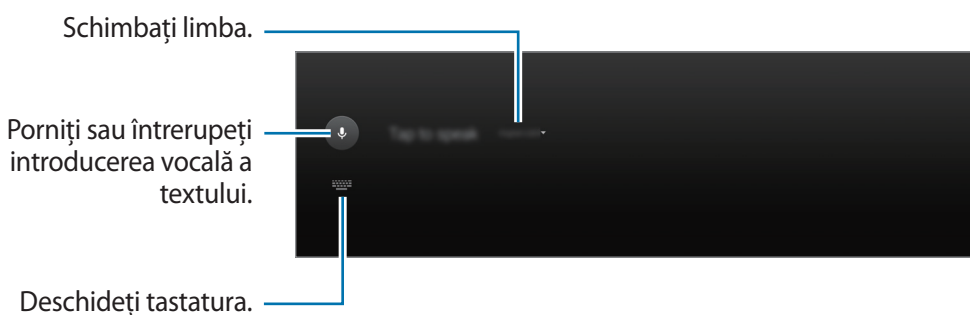 Schimbați limba.
Tap to speak
Porniți sau întrerupeți
introducerea vocală a
textului.
Deschideți tastatura.